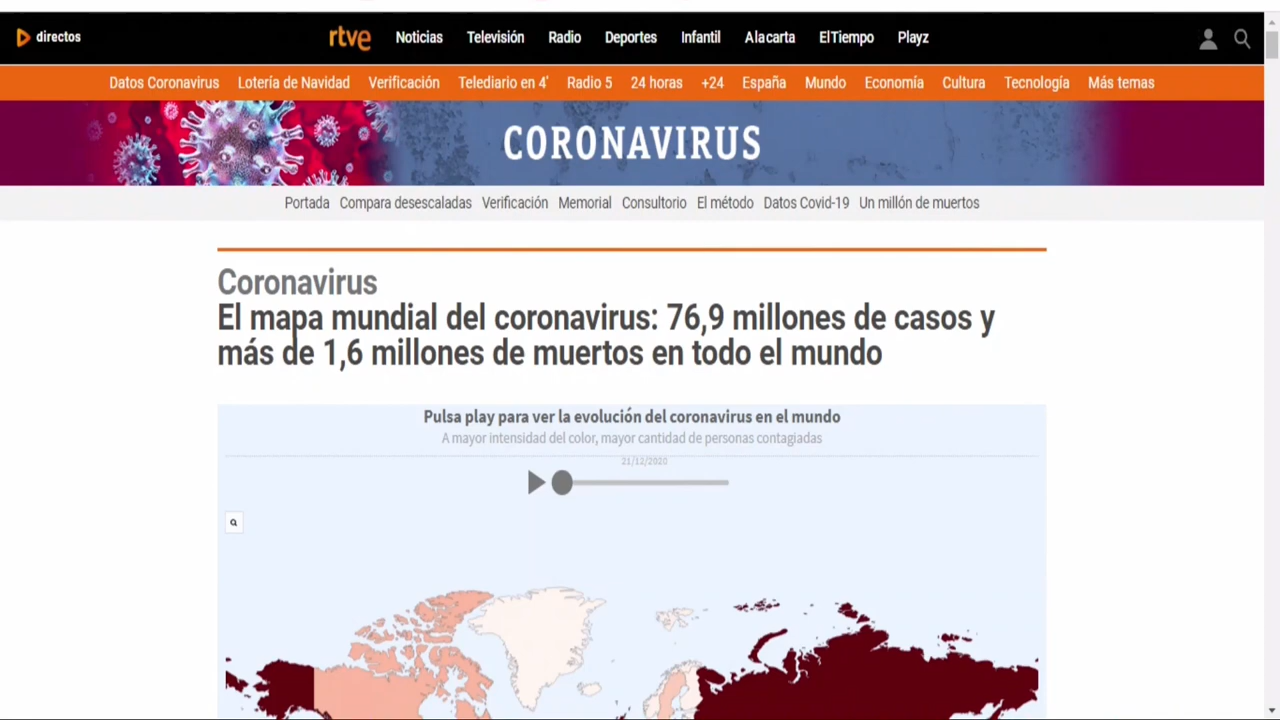 directos
rtve Noticias Televisión Radio Deportes Infantil A la carta El Tiempo Playz
Datos Coronavirus Lotería de Navidad Verificación Telediario en 4' Radio 5 24 horas +24 España Mundo Economía Cultura Tecnología Más temas
CORONAVIRUS
Portada Compara desescaladas Verificación Memorial Consultorio El método Datos Covid-19 Un millón de muertos
Coronavirus
El mapa mundial del coronavirus: 76,9 millones de casos y
más de 1,6 millones de muertos en todo el mundo
Pulsa play para ver la evolución del coronavirus en el mundo
A mayor intensidad del color, mayor cantidad de personas contagiadas
21/12/2020